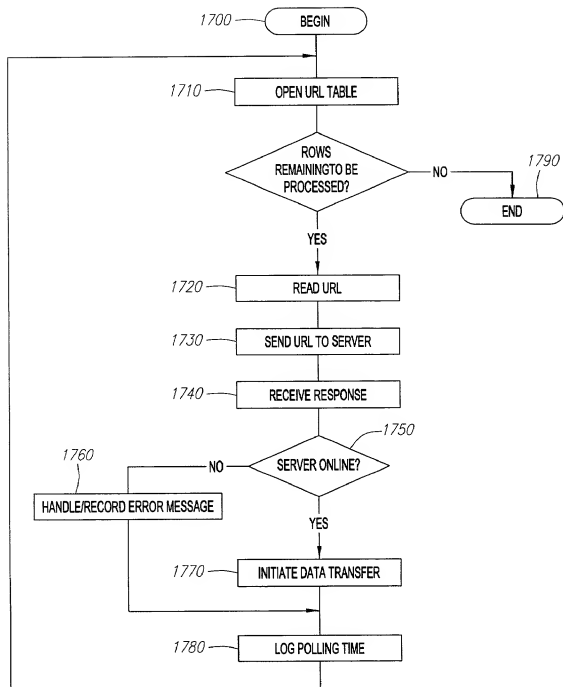 1700
BEGIN
1710
OPEN URL TABLE
ROWS
REMAININGTO BE
PROCESSED?
NO
1790
END
YES
1720
READ URL
1730
SEND URL TO SERVER
1740
RECEIVE RESPONSE
1750
SERVER ONLINE?
NO
1760
HANDLE/RECORD ERROR MESSAGE
YES
1770
INITIATE DATA TRANSFER
1780
LOG POLLING TIME